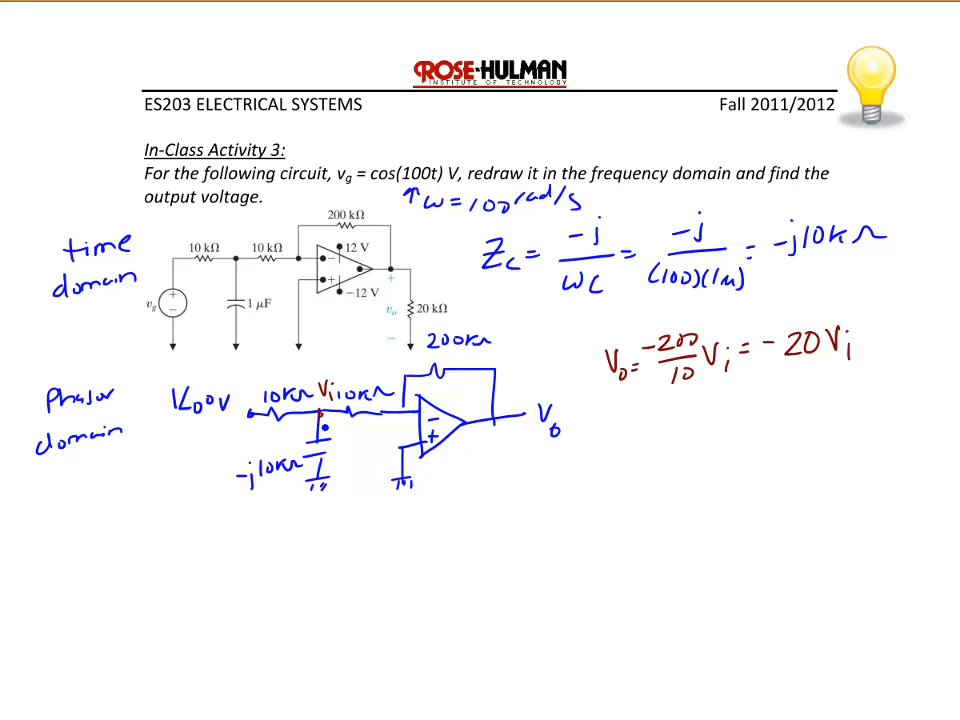 ROSE-HULMAN
INSTITUTE OF TECHNOLOGY
ES203 ELECTRICAL SYSTEMS Fall 2011/2012
In-Class Activity 3:
For the following circuit, vg = cos(100t) V, redraw it in the frequency domain and find the
output voltage.
↑ ω = 100 rad/s
time
domain
200 kΩ
10 kΩ 10 kΩ 12 V
−
+
−12 V
vg + − 1 μF
+
vo 20 kΩ
−
Zc = -j / ωC = -j / (100)(1μ) = -j10kΩ
Vo = -200/10 Vi = -20Vi
Phasor
domain
1∠0° V
200kΩ
10kΩ Vi 10kΩ
−
+
Vo
-j10kΩ